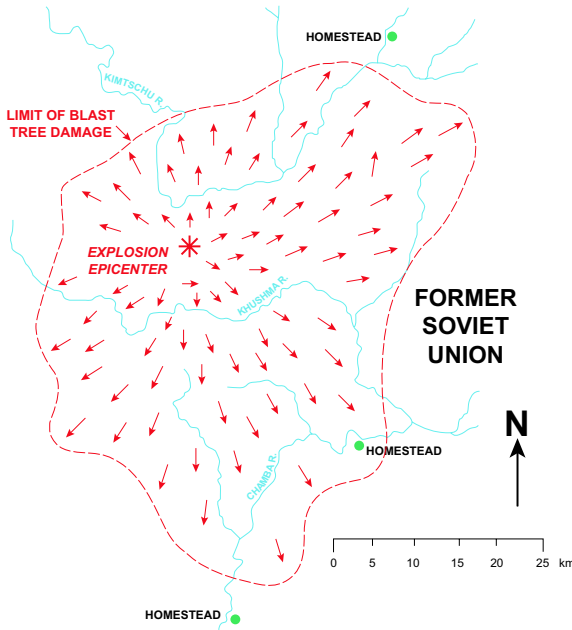 HOMESTEAD
KIMTSCHU R.
LIMIT OF BLAST
TREE DAMAGE
EXPLOSION
EPICENTER
KHUSHMA R.
FORMER
SOVIET
UNION
N
HOMESTEAD
CHAMBA R.
0 5 10 15 20 25 km
HOMESTEAD